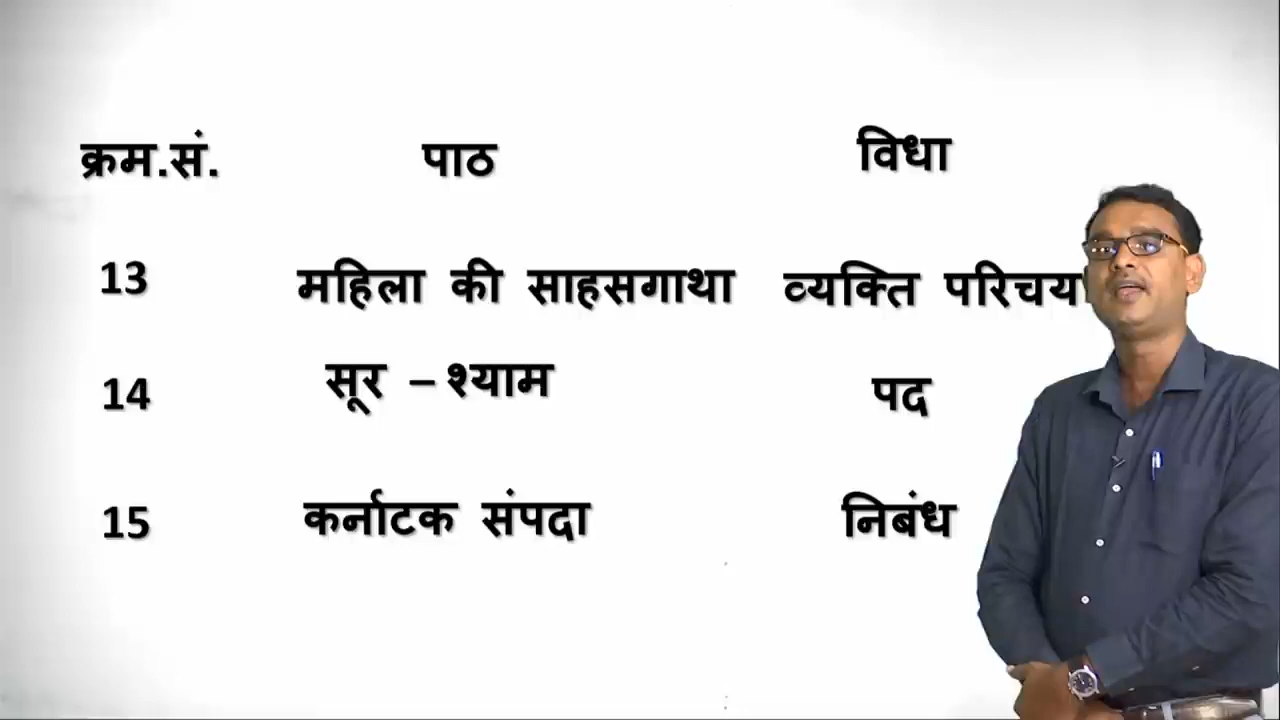 क्रम.सं. पाठ विधा
13 महिला की साहसगाथा व्यक्ति परिचय
14 सूर – श्याम पद
15 कर्नाटक संपदा निबंध